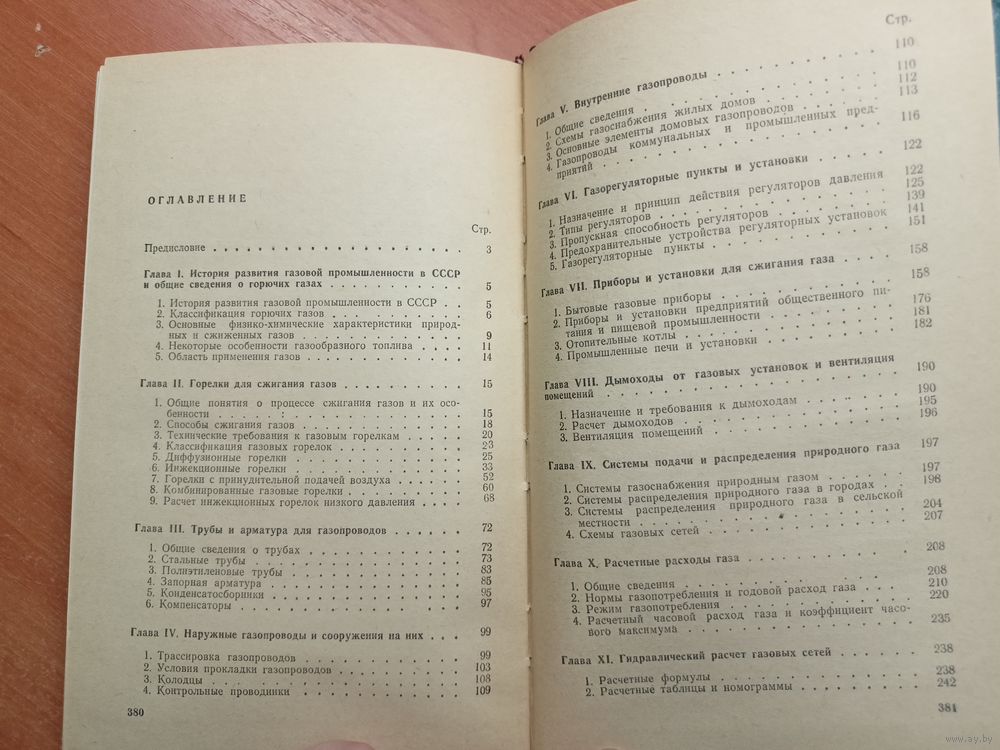 ОГЛАВЛЕНИЕ
Стр.
Предисловие . . . . . . . . . . . . . . . . . . 3
Глава I. История развития газовой промышленности в СССР
и общие сведения о горючих газах . . . . . . . . . 5
1. История развития газовой промышленности в СССР . . 5
2. Классификация горючих газов . . . . . . . . . . 6
3. Основные физико-химические характеристики природ-
ных и сжиженных газов . . . . . . . . . . . . 9
4. Некоторые особенности газообразного топлива . . . . 11
5. Область применения газов . . . . . . . . . . . 14
Глава II. Горелки для сжигания газов . . . . . . . . . 15
1. Общие понятия о процессе сжигания газов и их осо-
бенности . . . . . . . . . . . . . . . . . 15
2. Способы сжигания газов . . . . . . . . . . . . 18
3. Технические требования к газовым горелкам . . . . . 20
4. Классификация газовых горелок . . . . . . . . . 23
5. Диффузионные горелки . . . . . . . . . . . . 25
6. Инжекционные горелки . . . . . . . . . . . . 33
7. Горелки с принудительной подачей воздуха . . . . . 52
8. Комбинированные газовые горелки . . . . . . . . 60
9. Расчет инжекционных горелок низкого давления . . . . 68
Глава III. Трубы и арматура для газопроводов . . . . . . 72
1. Общие сведения о трубах . . . . . . . . . . . 72
2. Стальные трубы . . . . . . . . . . . . . . . 73
3. Полиэтиленовые трубы . . . . . . . . . . . . 83
4. Запорная арматура . . . . . . . . . . . . . . 85
5. Конденсатосборники . . . . . . . . . . . . . 95
6. Компенсаторы . . . . . . . . . . . . . . . . 97
Глава IV. Наружные газопроводы и сооружения на них . . . 99
1. Трассировка газопроводов . . . . . . . . . . . 99
2. Условия прокладки газопроводов . . . . . . . . . 103
3. Колодцы . . . . . . . . . . . . . . . . . . 108
4. Контрольные проводники . . . . . . . . . . . . 109
380
Стр.
Глава V. Внутренние газопроводы . . . . . . . . . . 110
1. Общие сведения . . . . . . . . . . . . . . . 110
2. Схемы газоснабжения жилых домов . . . . . . . . 112
3. Основные элементы домовых газопроводов . . . . . . 113
4. Газопроводы коммунальных и промышленных пред-
приятий . . . . . . . . . . . . . . . . . . 116
Глава VI. Газорегуляторные пункты и установки . . . . . 122
1. Назначение и принцип действия регуляторов давления 122
2. Типы регуляторов . . . . . . . . . . . . . . 125
3. Пропускная способность регуляторов . . . . . . . 139
4. Предохранительные устройства регуляторных установок 141
5. Газорегуляторные пункты . . . . . . . . . . . 151
Глава VII. Приборы и установки для сжигания газа . . . . 158
1. Бытовые газовые приборы . . . . . . . . . . . 158
2. Приборы и установки предприятий общественного пи-
тания и пищевой промышленности . . . . . . . . 176
3. Отопительные котлы . . . . . . . . . . . . . 181
4. Промышленные печи и установки . . . . . . . . . 182
Глава VIII. Дымоходы от газовых установок и вентиляция
помещений . . . . . . . . . . . . . . . . . . 190
1. Назначение и требования к дымоходам . . . . . . . 190
2. Расчет дымоходов . . . . . . . . . . . . . . 195
3. Вентиляция помещений . . . . . . . . . . . . 196
Глава IX. Системы подачи и распределения природного газа 197
1. Системы газоснабжения природным газом . . . . . . 197
2. Системы распределения природного газа в городах . . 198
3. Системы распределения природного газа в сельской
местности . . . . . . . . . . . . . . . . . 204
4. Схемы газовых сетей . . . . . . . . . . . . . 207
Глава X. Расчетные расходы газа . . . . . . . . . . 208
1. Общие сведения . . . . . . . . . . . . . . . 208
2. Нормы газопотребления и годовой расход газа . . . . 210
3. Режим газопотребления . . . . . . . . . . . . 220
4. Расчетный часовой расход газа и коэффициент часо-
вого максимума . . . . . . . . . . . . . . . 235
Глава XI. Гидравлический расчет газовых сетей . . . . . 238
1. Расчетные формулы . . . . . . . . . . . . . . 238
2. Расчетные таблицы и номограммы . . . . . . . . . 242
381
www.ay.by